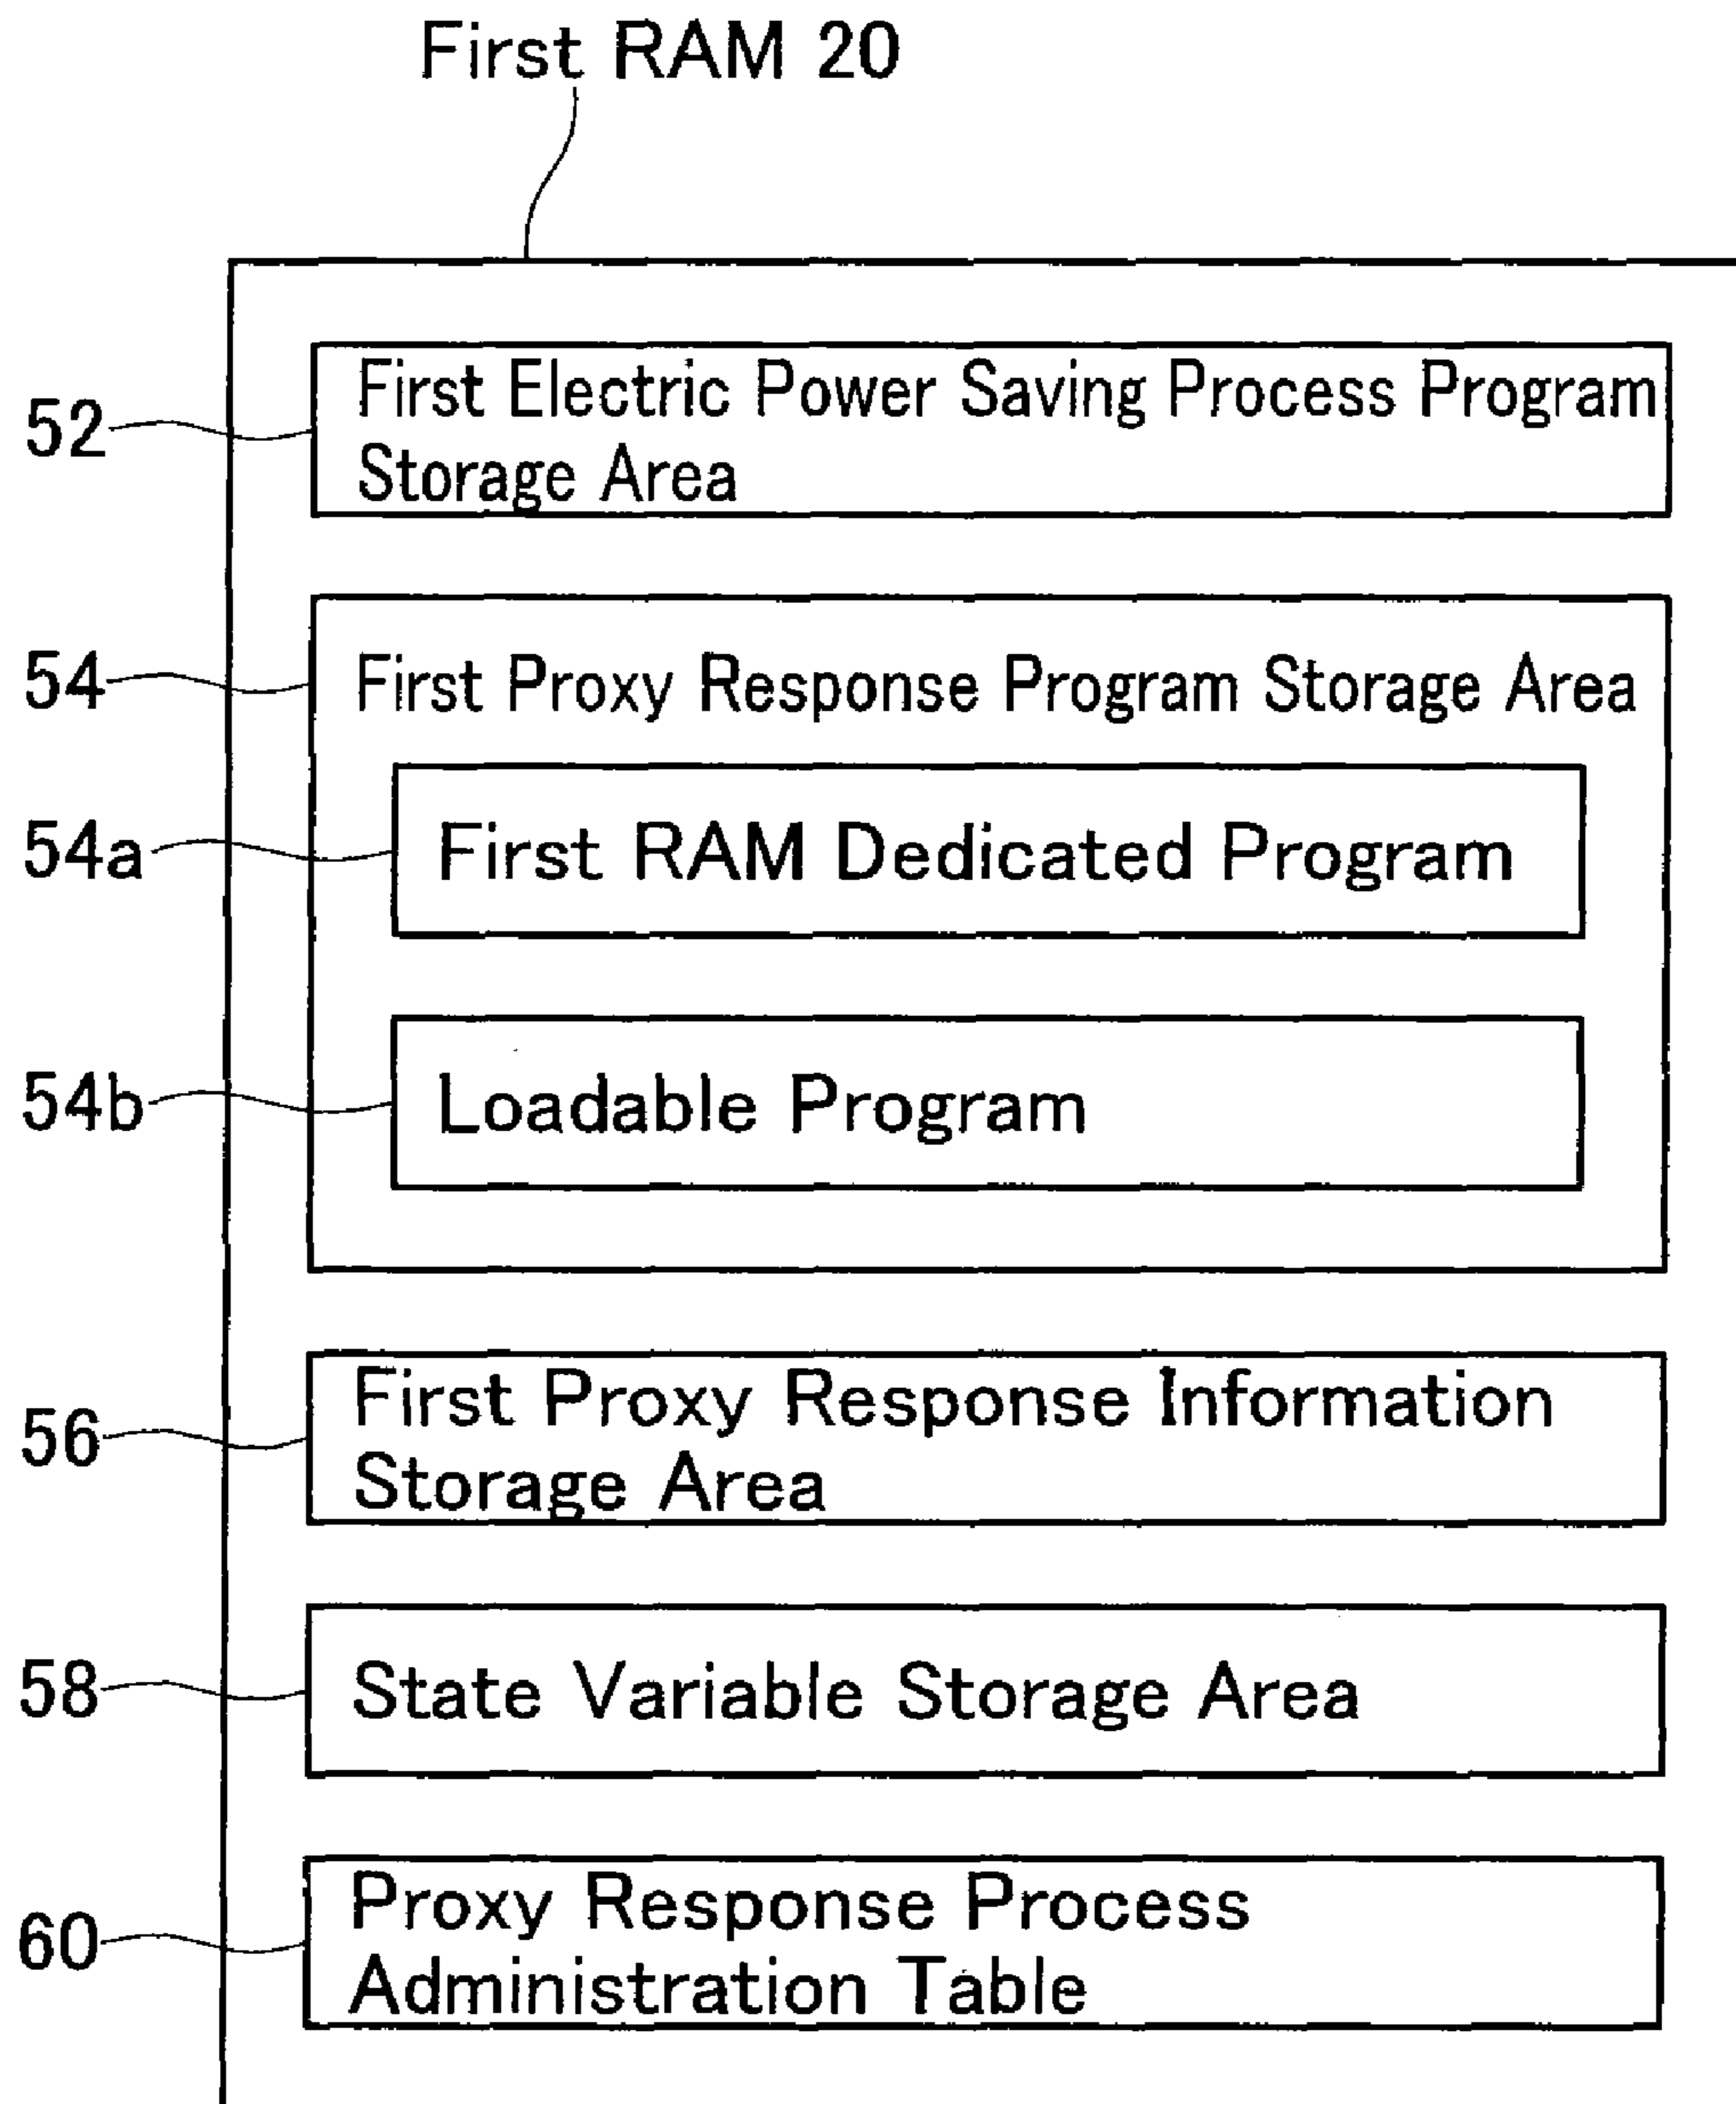 First RAM 20
52
First Electric Power Saving Process Program
Storage Area
54
First Proxy Response Program Storage Area
54a
First RAM Dedicated Program
54b
Loadable Program
56
First Proxy Response Information
Storage Area
58
State Variable Storage Area
60
Proxy Response Process
Administration Table